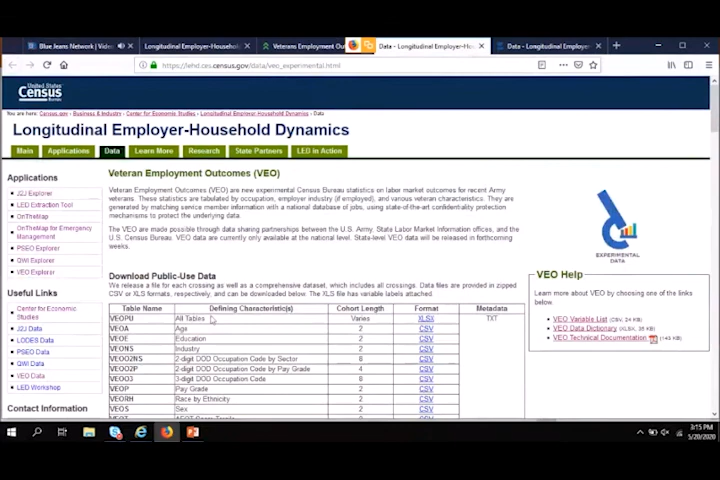 Blue Jeans Network | Video
Longitudinal Employer-Househol
Veterans Employment Out
Data - Longitudinal Employer-Hou
Data - Longitudinal Employer-
https://lehd.ces.census.gov/data/veo_experimental.html
United States
Census
Bureau
You are here: Census.gov › Business & Industry › Center for Economic Studies › Longitudinal Employer-Household Dynamics › Data
Longitudinal Employer-Household Dynamics
Main Applications Data Learn More Research State Partners LED in Action
Applications
J2J Explorer
LED Extraction Tool
OnTheMap
OnTheMap for Emergency
Management
PSEO Explorer
QWI Explorer
VEO Explorer
Useful Links
Center for Economic
Studies
J2J Data
LODES Data
PSEO Data
QWI Data
VEO Data
LED Workshop
Contact Information
Veteran Employment Outcomes (VEO)
Veteran Employment Outcomes (VEO) are new experimental Census Bureau statistics on labor market outcomes for recent Army
veterans. These statistics are tabulated by occupation, employer industry (if employed), and various veteran characteristics. They are
generated by matching service member information with a national database of jobs, using state-of-the-art confidentiality protection
mechanisms to protect the underlying data.
The VEO are made possible through data sharing partnerships between the U.S. Army, State Labor Market Information offices, and the
U.S. Census Bureau. VEO data are currently only available at the national level. State-level VEO data will be released in forthcoming
weeks.
Download Public-Use Data
We release a file for each crossing as well as a comprehensive dataset, which includes all crossings. Data files are provided in zipped
CSV or XLS formats, respectively, and can be downloaded below. The XLS file has variable labels attached.
Table Name Defining Characteristic(s) Cohort Length Format Metadata
VEOPU All Tables Varies XLSX TXT
VEOA Age 2 CSV
VEOE Education 2 CSV
VEONS Industry 2 CSV
VEOO2NS 2-digit DOD Occupation Code by Sector 8 CSV
VEOO2P 2-digit DOD Occupation Code by Pay Grade 4 CSV
VEOO3 3-digit DOD Occupation Code 8 CSV
VEOP Pay Grade 2 CSV
VEORH Race by Ethnicity 2 CSV
VEOS Sex 2 CSV
EXPERIMENTAL
DATA
VEO Help
Learn more about VEO by choosing one of the links
below.
VEO Variable List (CSV, 24 KB)
VEO Data Dictionary (XLSX, 35 KB)
VEO Technical Documentation (143 KB)
3:15 PM
5/20/2020